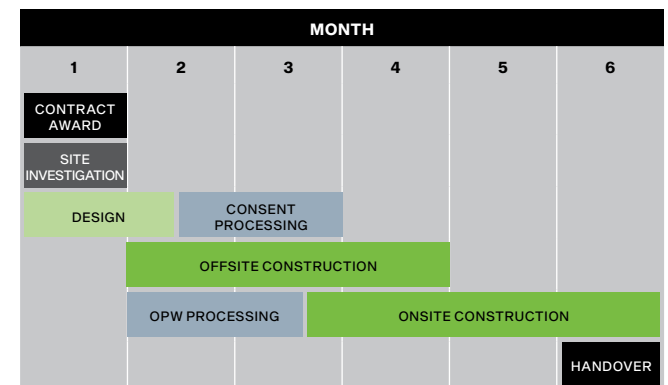 MONTH
1 2 3 4 5 6
CONTRACT
AWARD
SITE
INVESTIGATION
DESIGN
CONSENT
PROCESSING
OFFSITE CONSTRUCTION
OPW PROCESSING
ONSITE CONSTRUCTION
HANDOVER